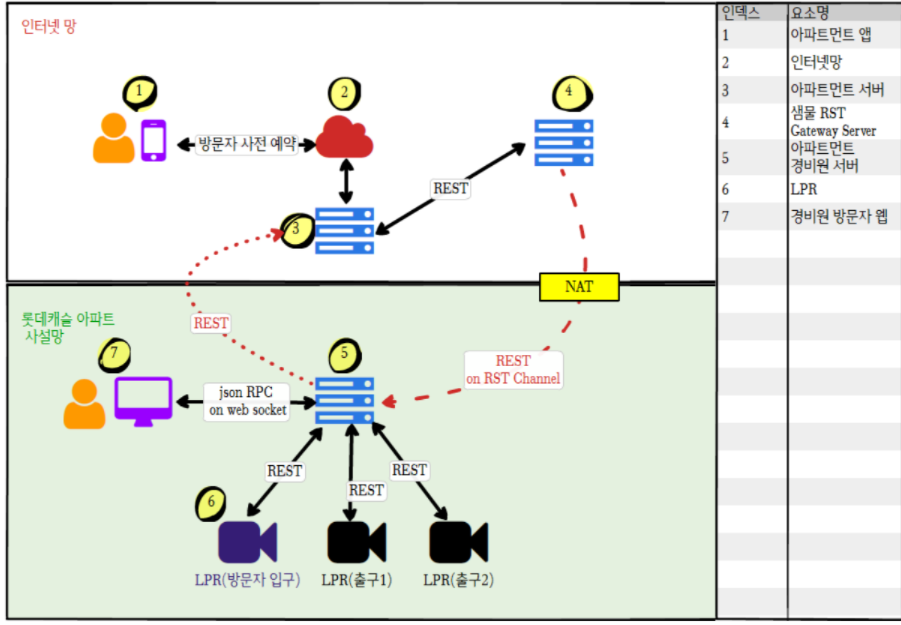 인터넷 망
1
2
4
방문자 사전 예약
REST
3
NAT
롯데캐슬 아파트
사설망
REST
7
5
REST
on RST Channel
json RPC
on web socket
REST
REST
REST
6
LPR(방문자 입구)
LPR(출구1)
LPR(출구2)
인덱스 요소명
1 아파트먼트 앱
2 인터넷망
3 아파트먼트 서버
4 샘물 RST
Gateway Server
5 아파트먼트
경비원 서버
6 LPR
7 경비원 방문자 웹